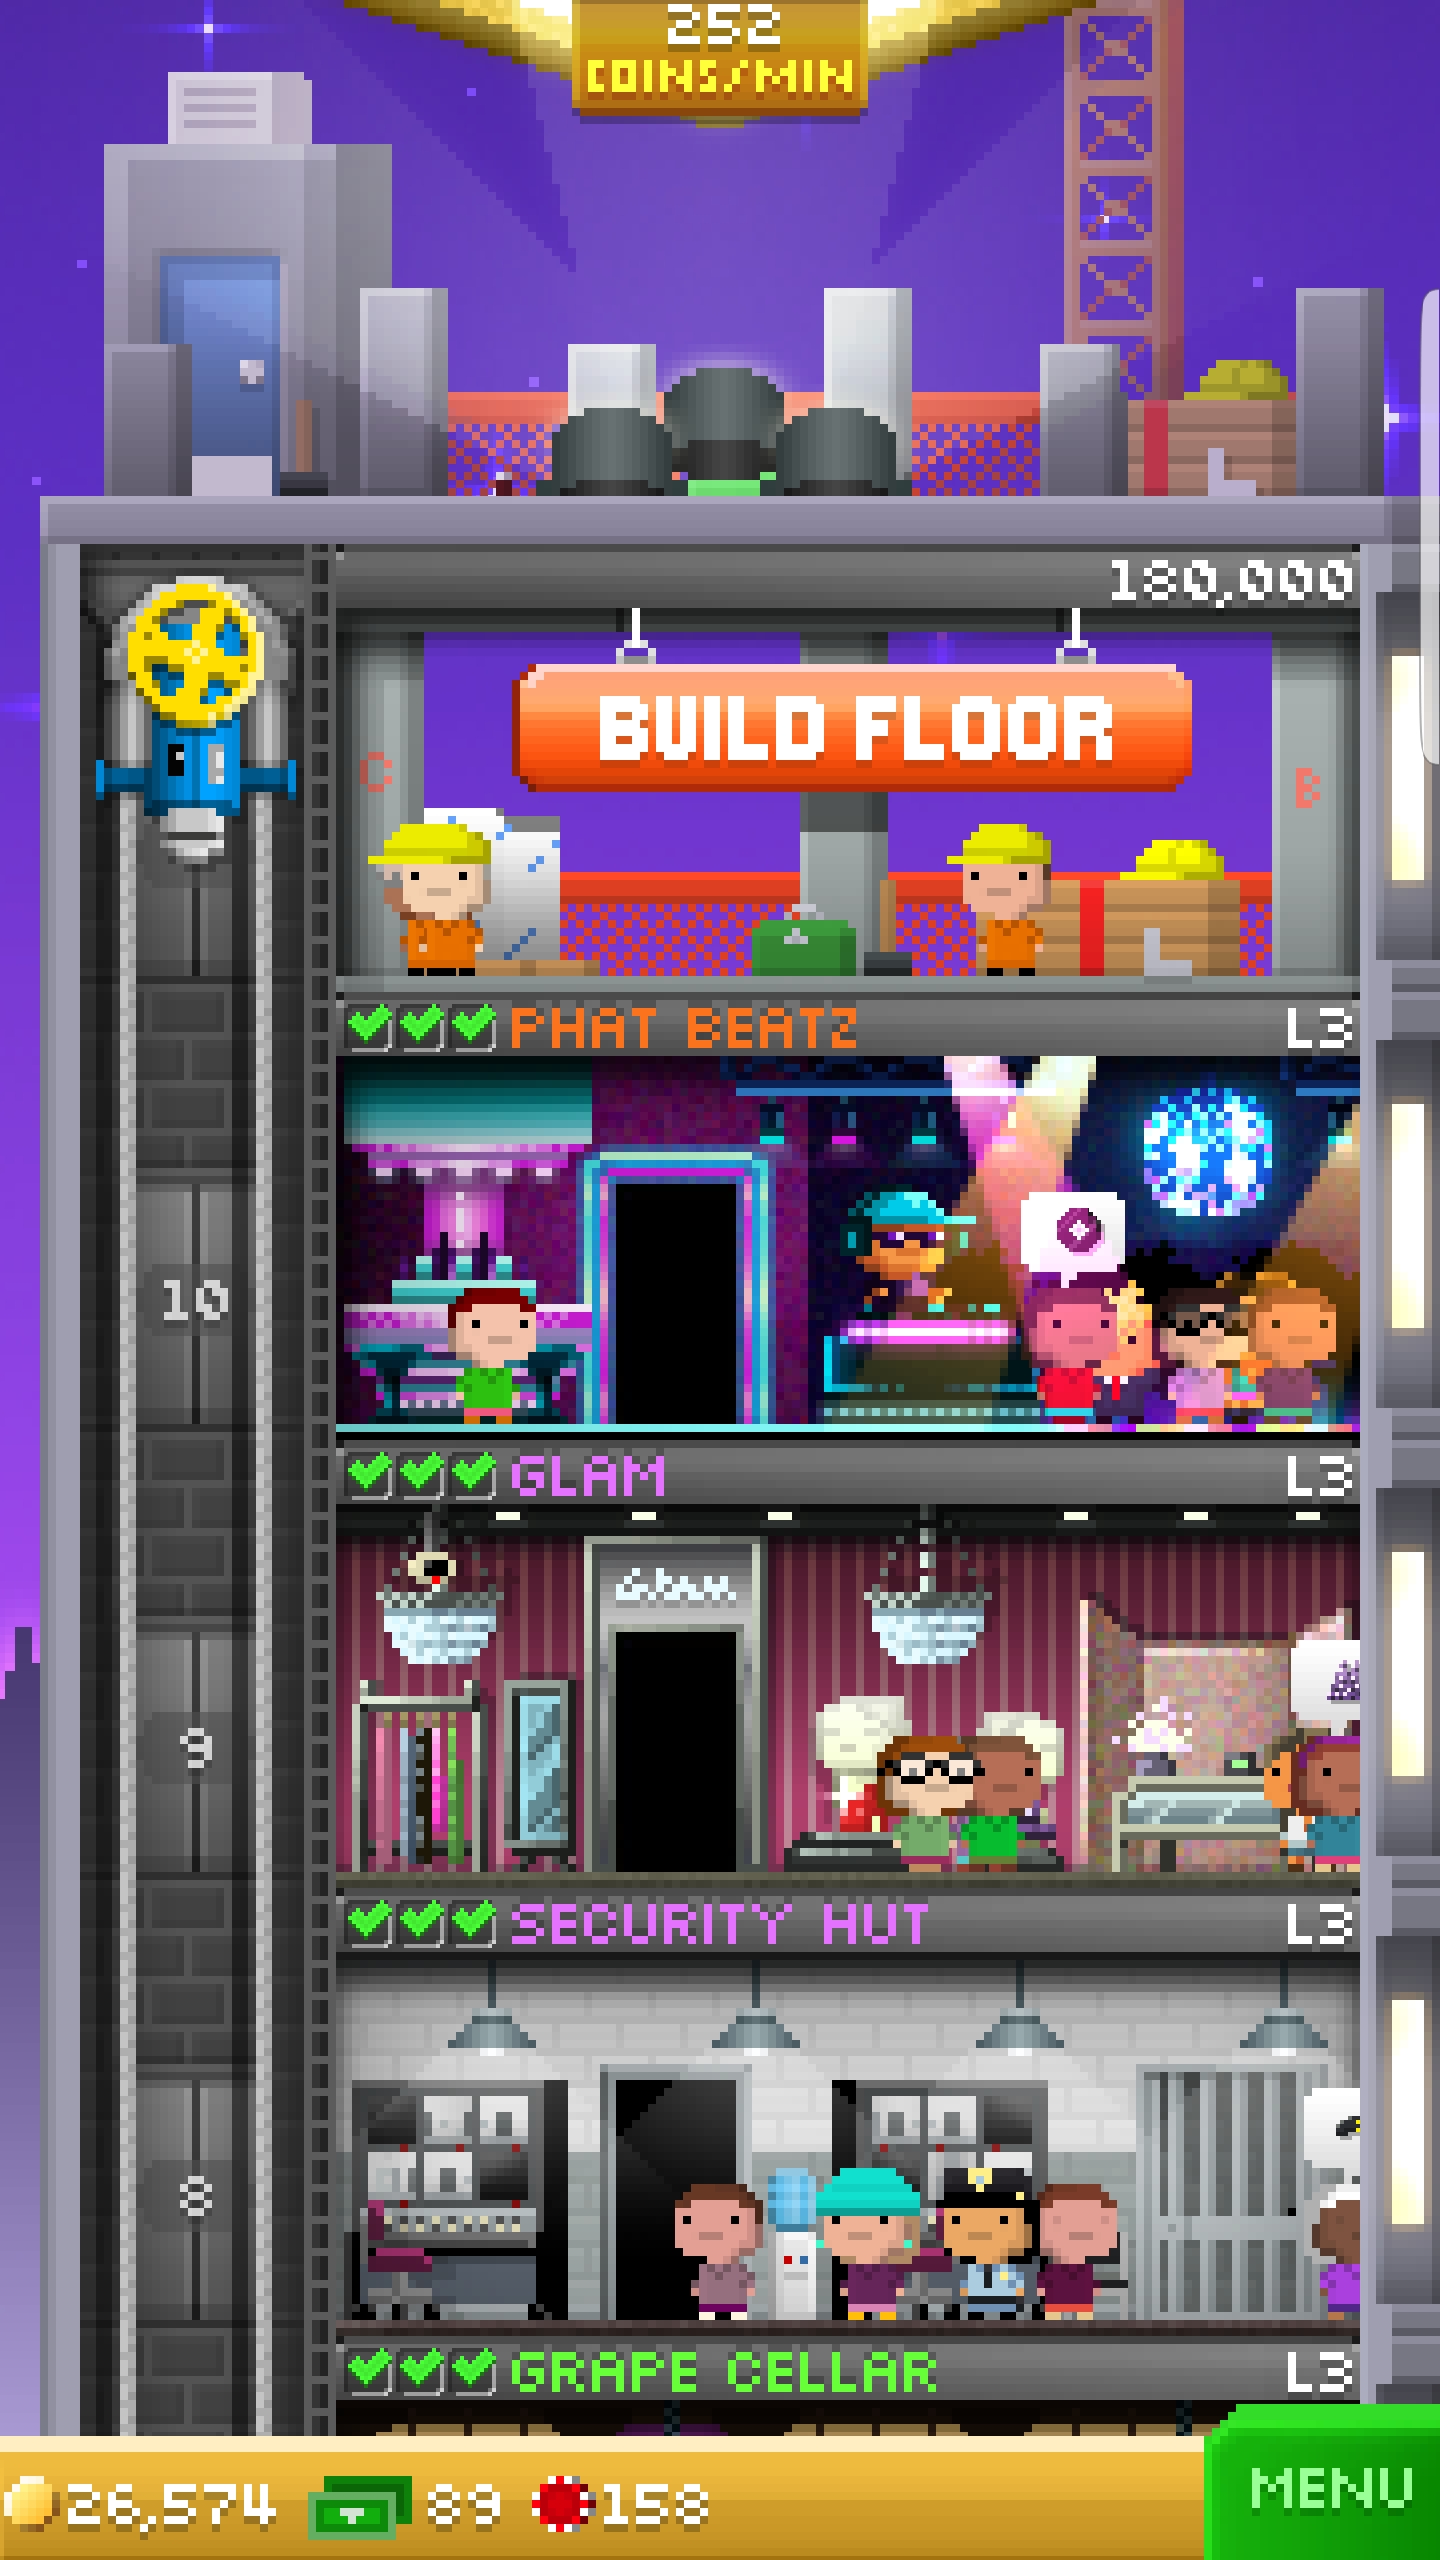 252
COINS/MIN
180,000
BUILD FLOOR
C
B
PHAT BEATZ L3
10
GLAM L3
Glam
9
SECURITY HUT L3
8
GRAPE CELLAR L3
26,574 89 158
MENU